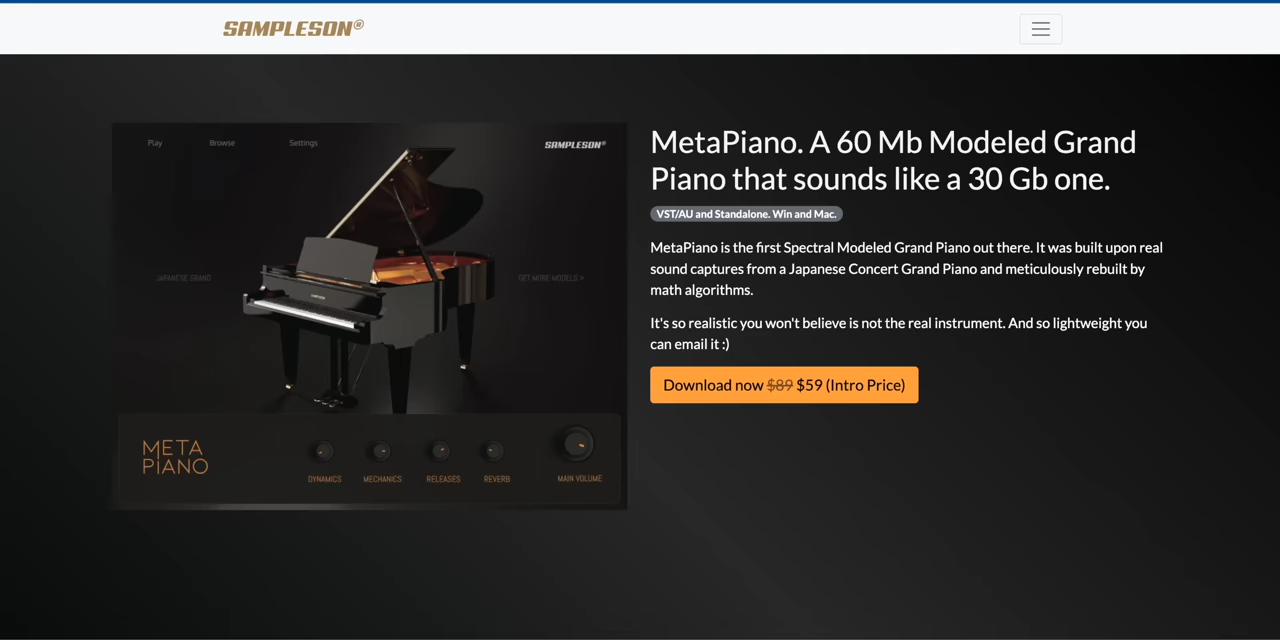 SAMPLESON®
Play Browse Settings SAMPLESON®
JAPANESE GRAND
GET MORE MODELS >
META
PIANO
DYNAMICS MECHANICS RELEASES REVERB MAIN VOLUME
MetaPiano. A 60 Mb Modeled Grand
Piano that sounds like a 30 Gb one.
VST/AU and Standalone. Win and Mac.
MetaPiano is the first Spectral Modeled Grand Piano out there. It was built upon real
sound captures from a Japanese Concert Grand Piano and meticulously rebuilt by
math algorithms.
It's so realistic you won't believe is not the real instrument. And so lightweight you
can email it :)
Download now $89 $59 (Intro Price)